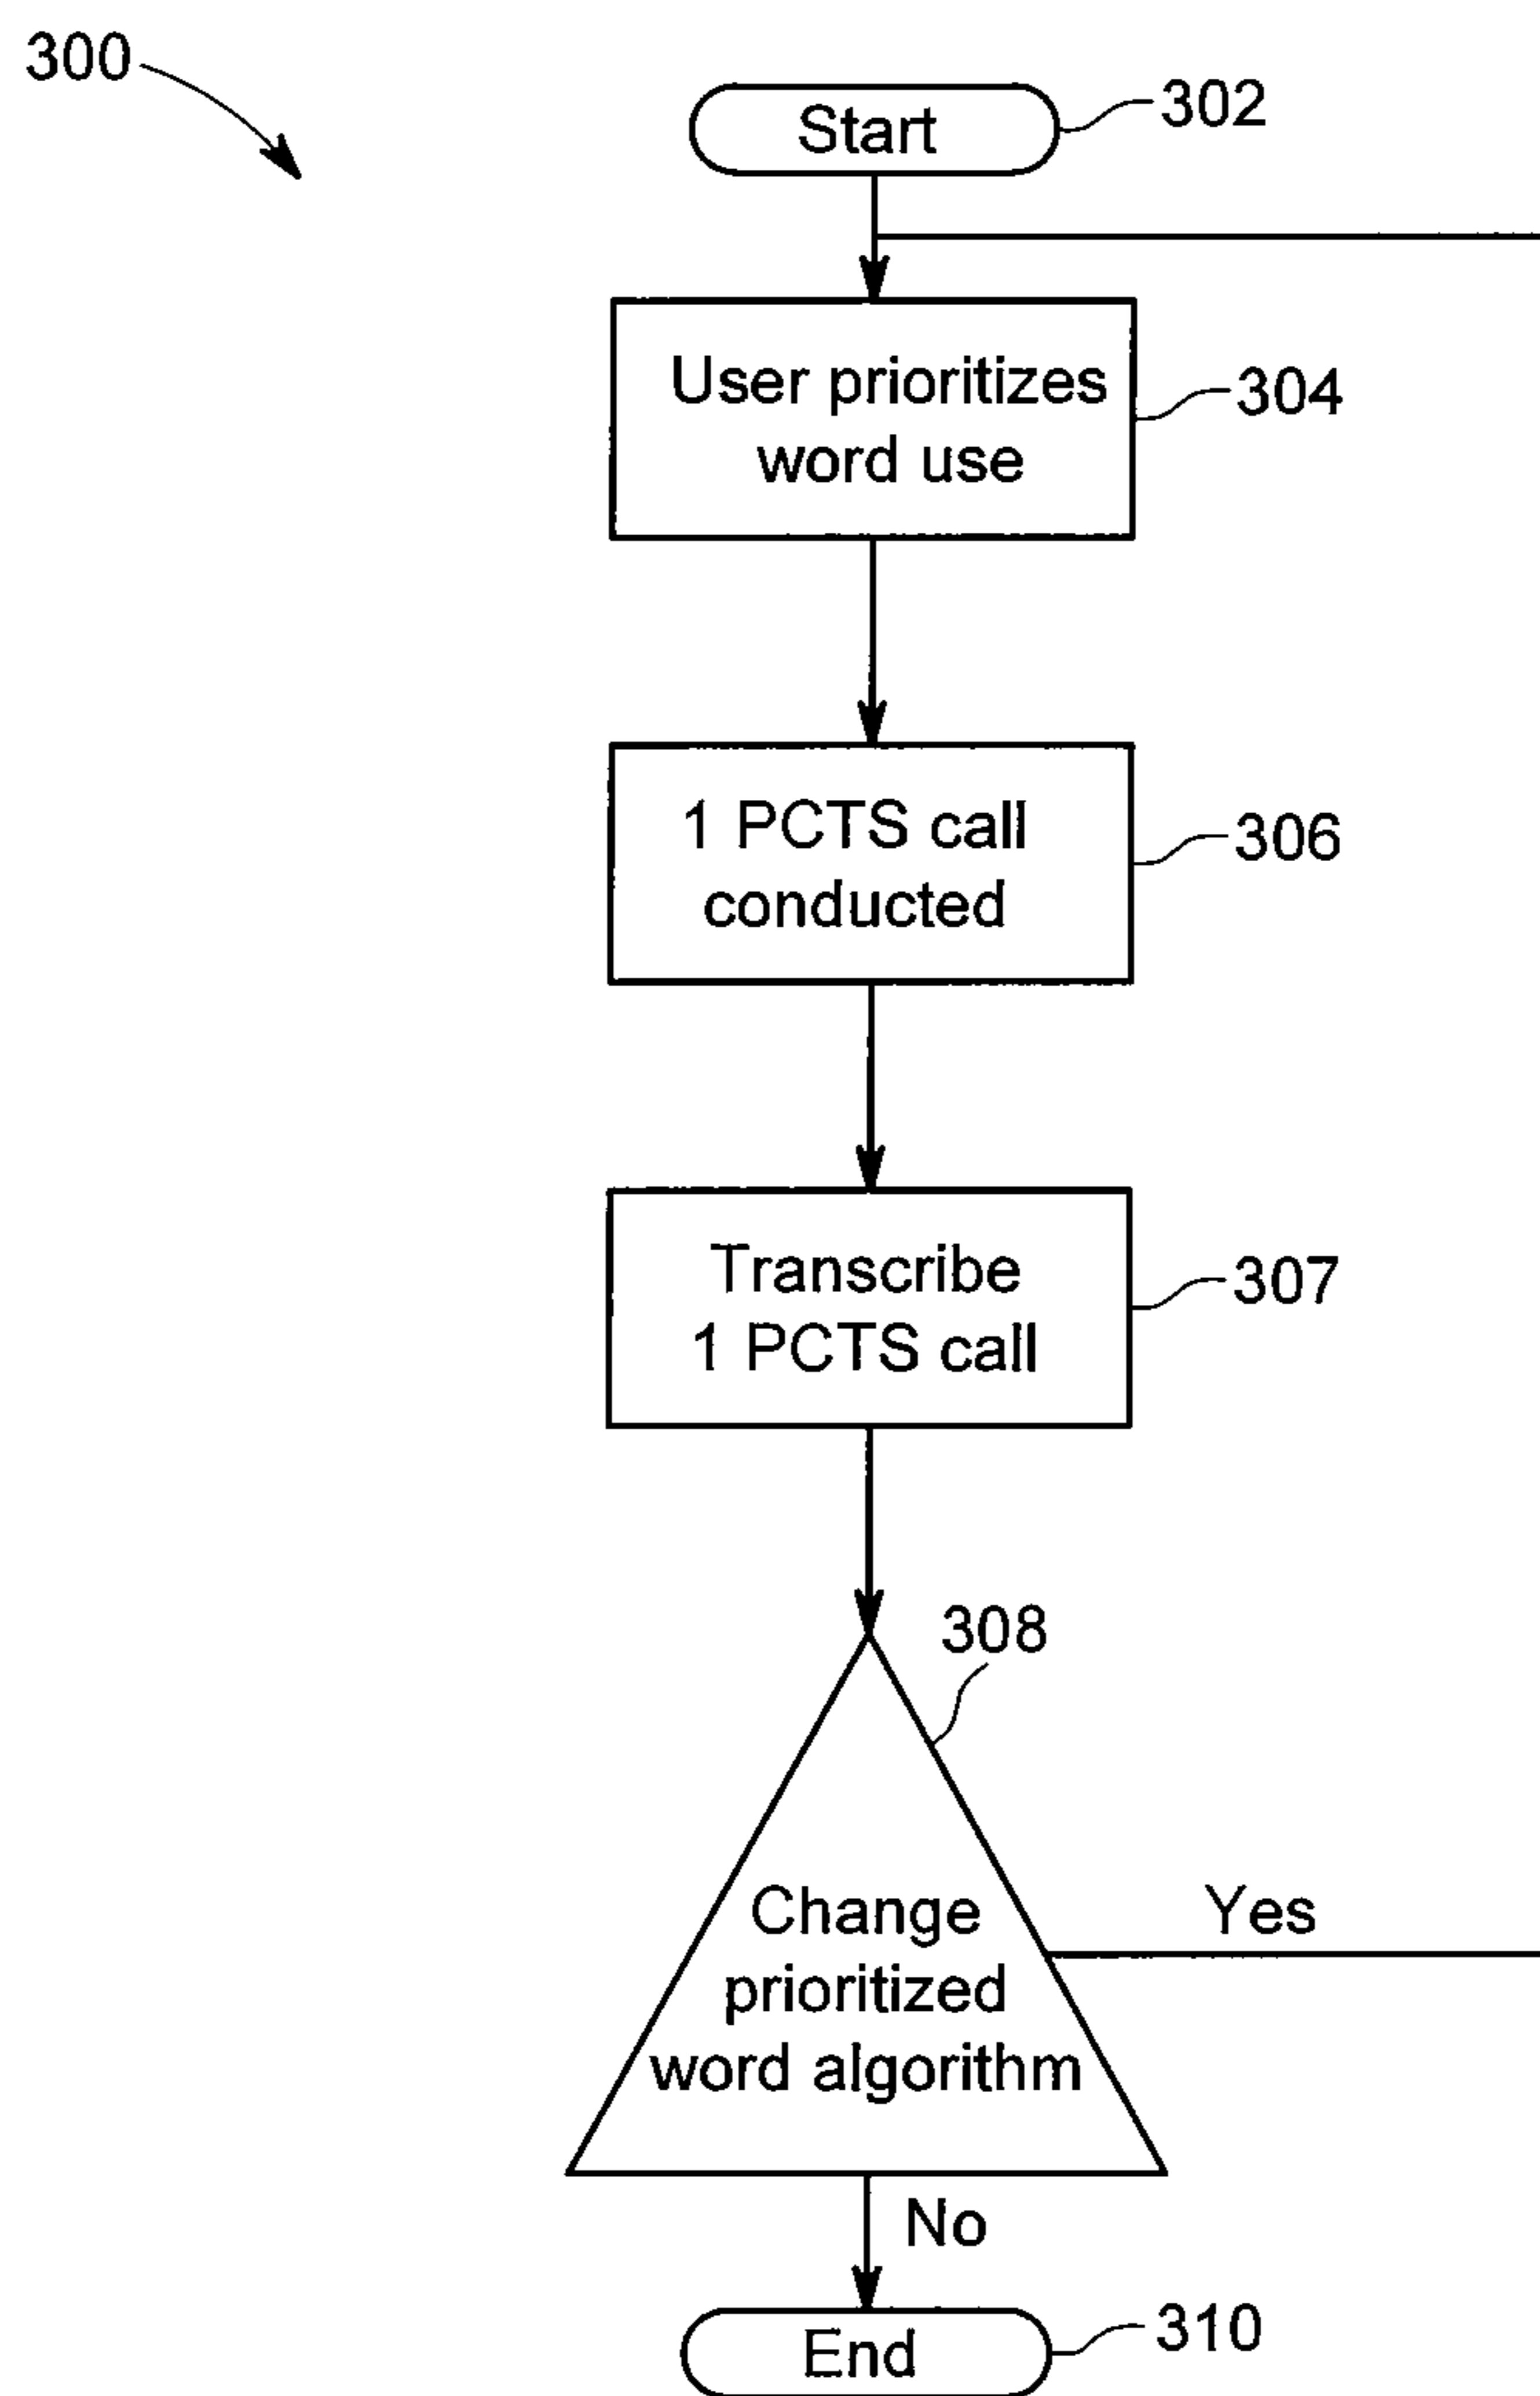 300
Start
302
User prioritizes
word use
304
1 PCTS call
conducted
306
Transcribe
1 PCTS call
307
308
Change
prioritized
word algorithm
Yes
No
End
310